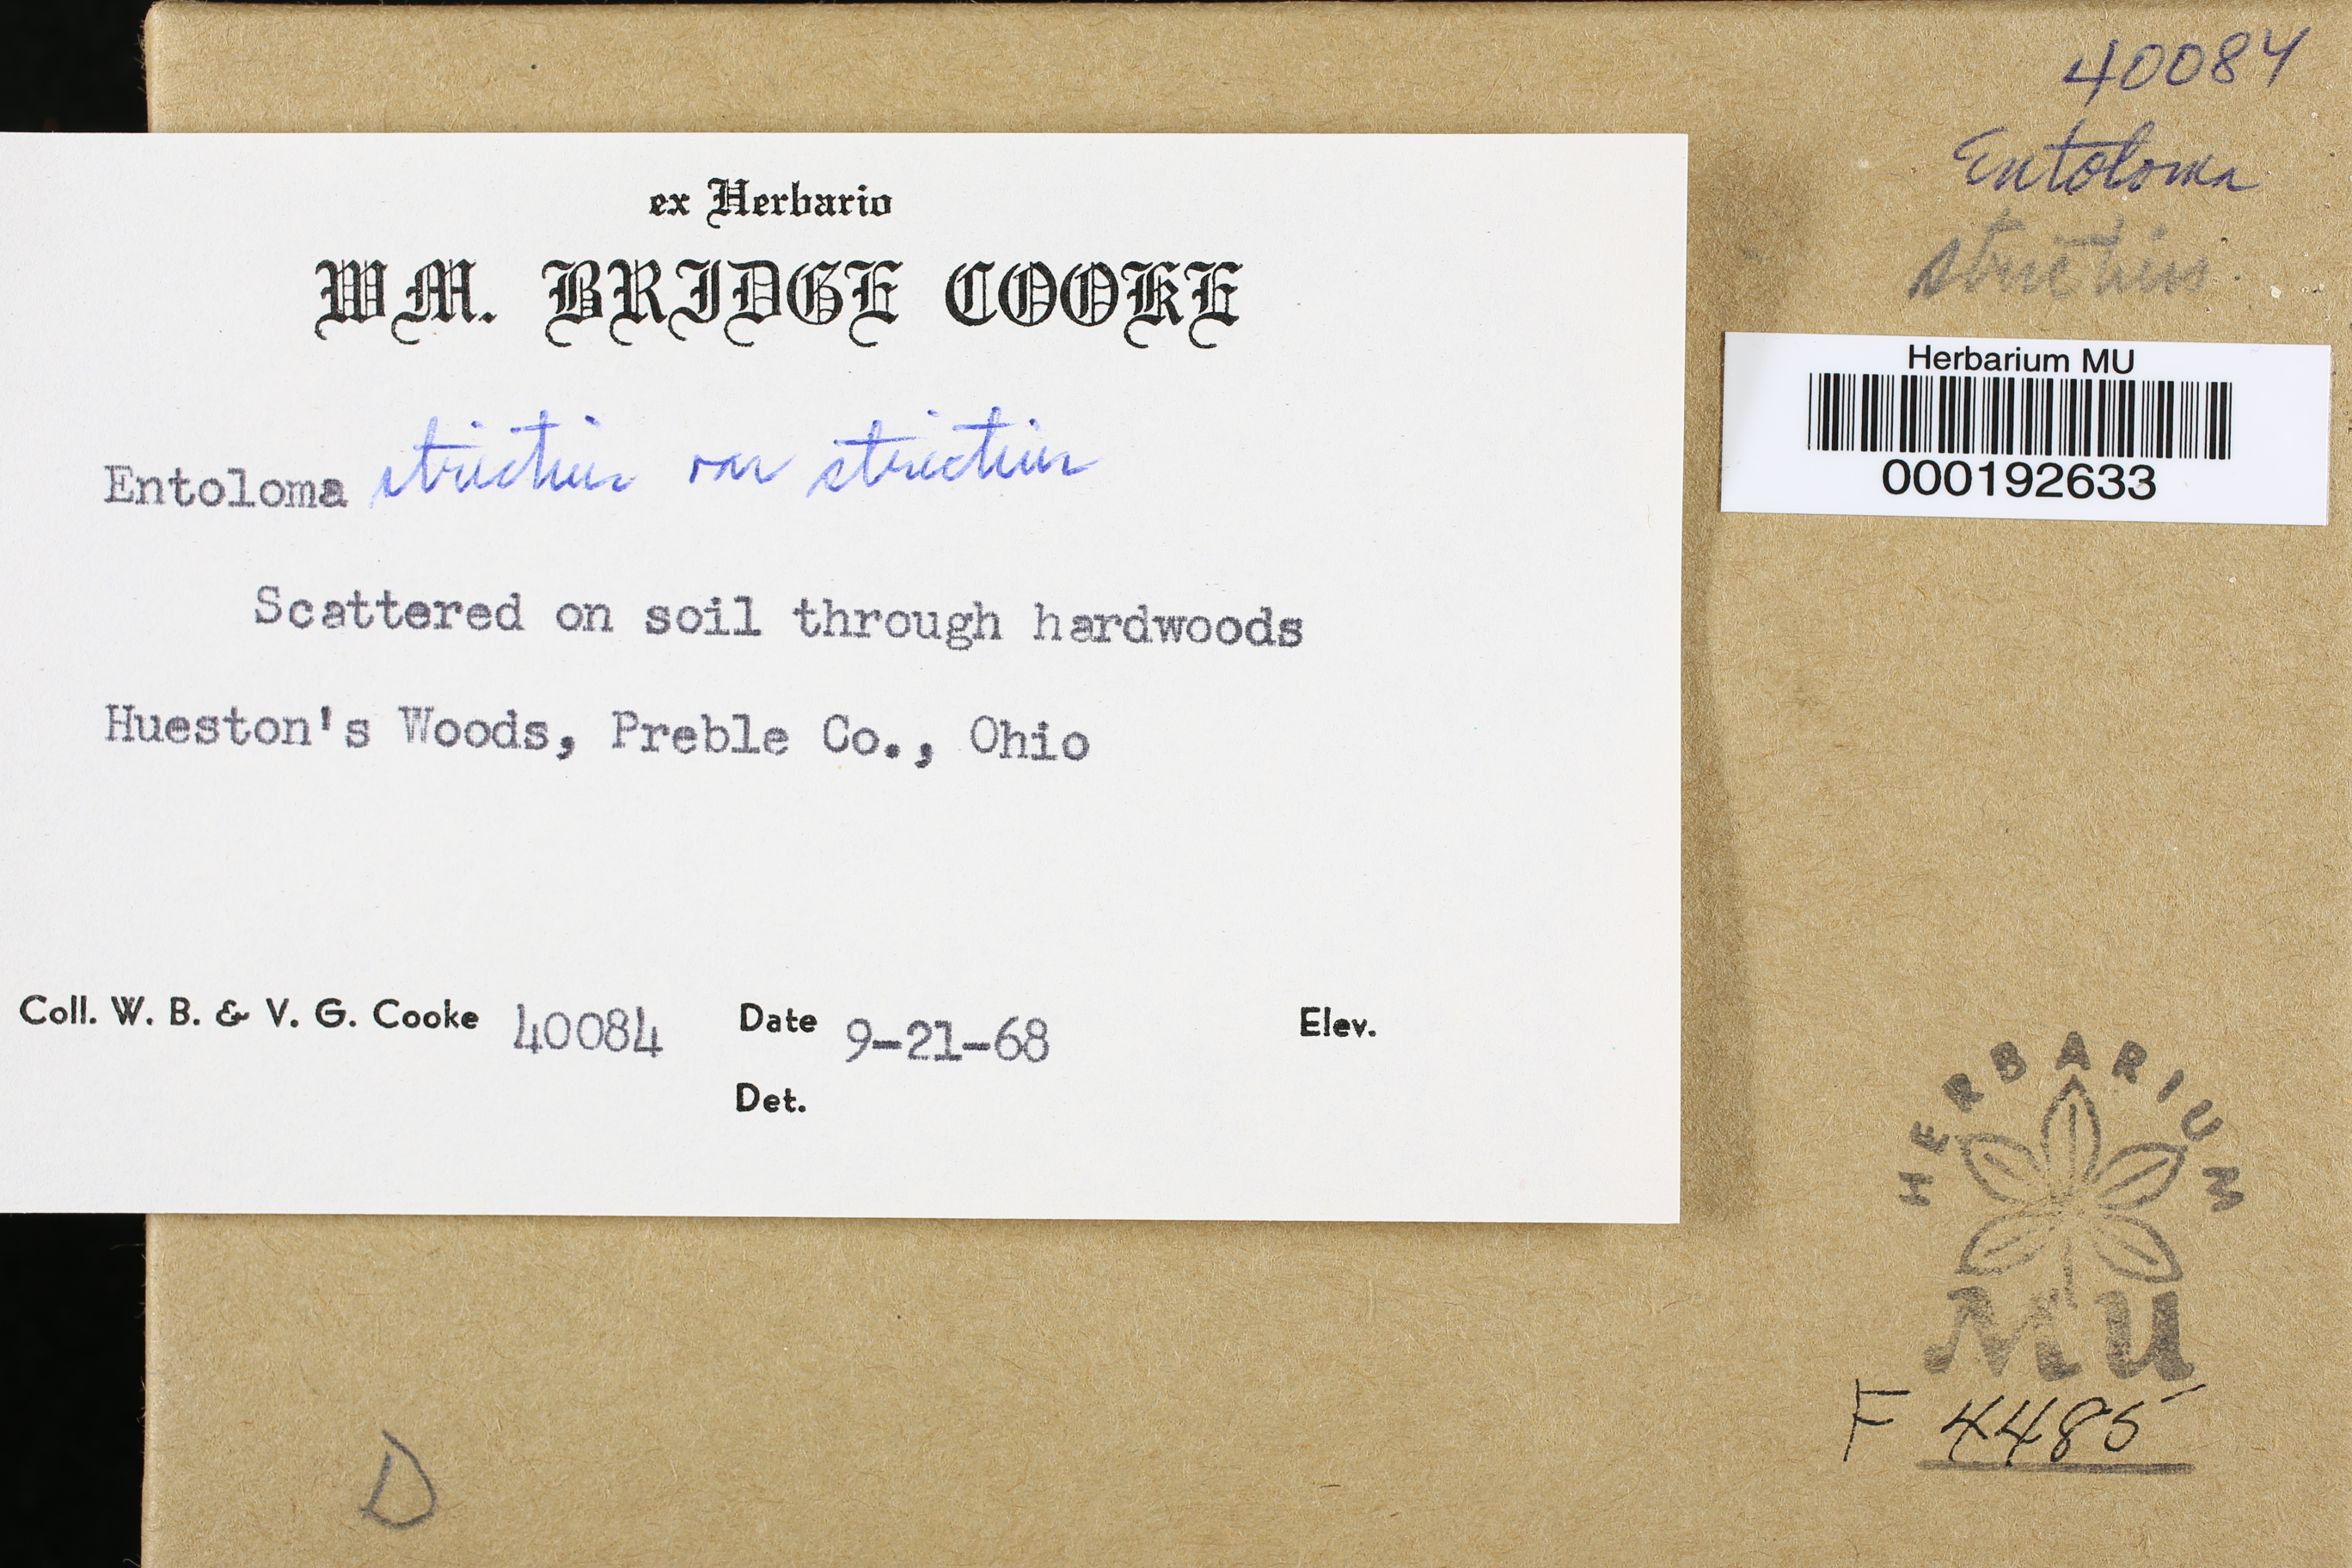 ex Herbario
WM. BRIDGE COOKE
Entoloma strictius var strictius
Scattered on soil through hardwoods
Hueston's Woods, Preble Co., Ohio
Coll. W. B. & V. G. Cooke 40084 Date 9-21-68 Elev.
Det.
40084
Entoloma
strictius
Herbarium MU
000192633
HERBARIUM
MU
F 4485
D